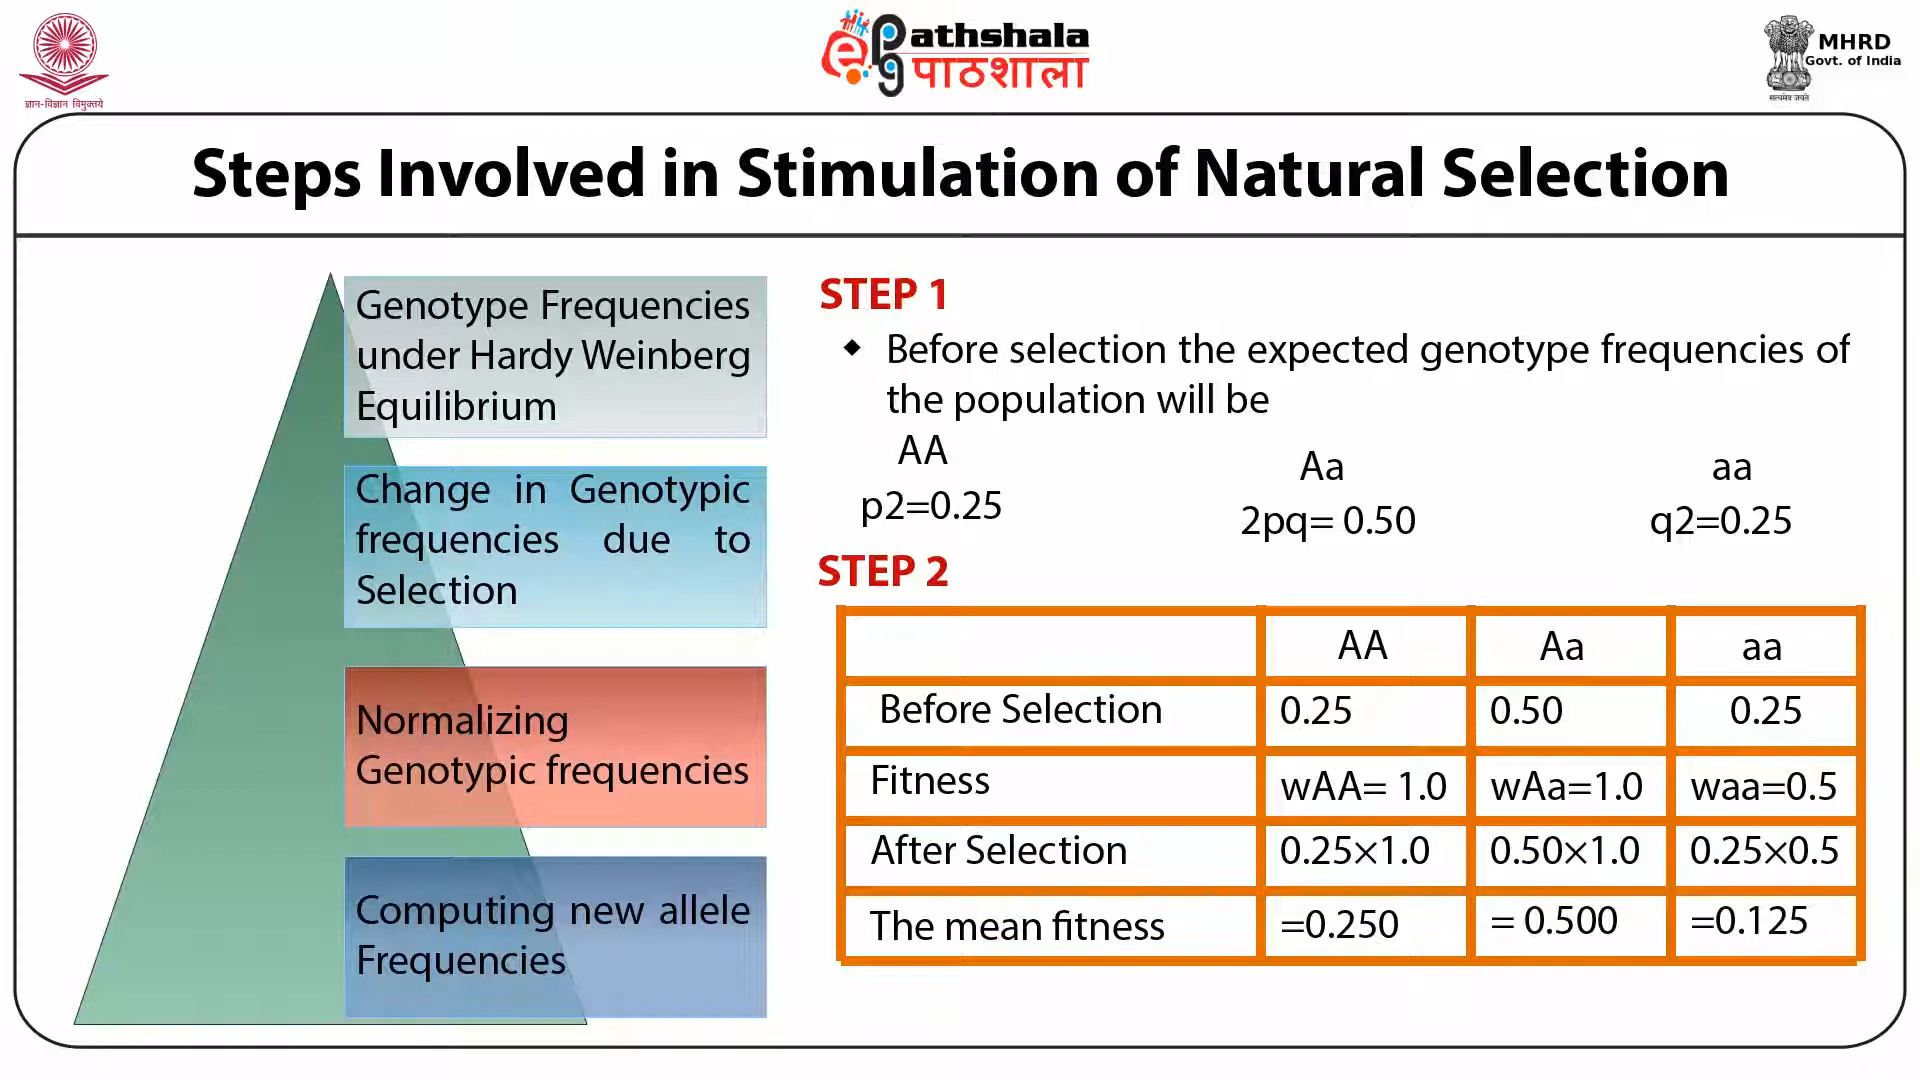 ज्ञान-विज्ञान विमुक्तये
ePathshala
पाठशाला
MHRD
Govt. of India
सत्यमेव जयते
Steps Involved in Stimulation of Natural Selection
Genotype Frequencies
under Hardy Weinberg
Equilibrium
Change in Genotypic
frequencies due to
Selection
Normalizing
Genotypic frequencies
Computing new allele
Frequencies
STEP 1
◆ Before selection the expected genotype frequencies of
the population will be
AA Aa aa
p2=0.25 2pq= 0.50 q2=0.25
STEP 2
AA Aa aa
Before Selection 0.25 0.50 0.25
Fitness wAA= 1.0 wAa=1.0 waa=0.5
After Selection 0.25×1.0 0.50×1.0 0.25×0.5
The mean fitness =0.250 = 0.500 =0.125